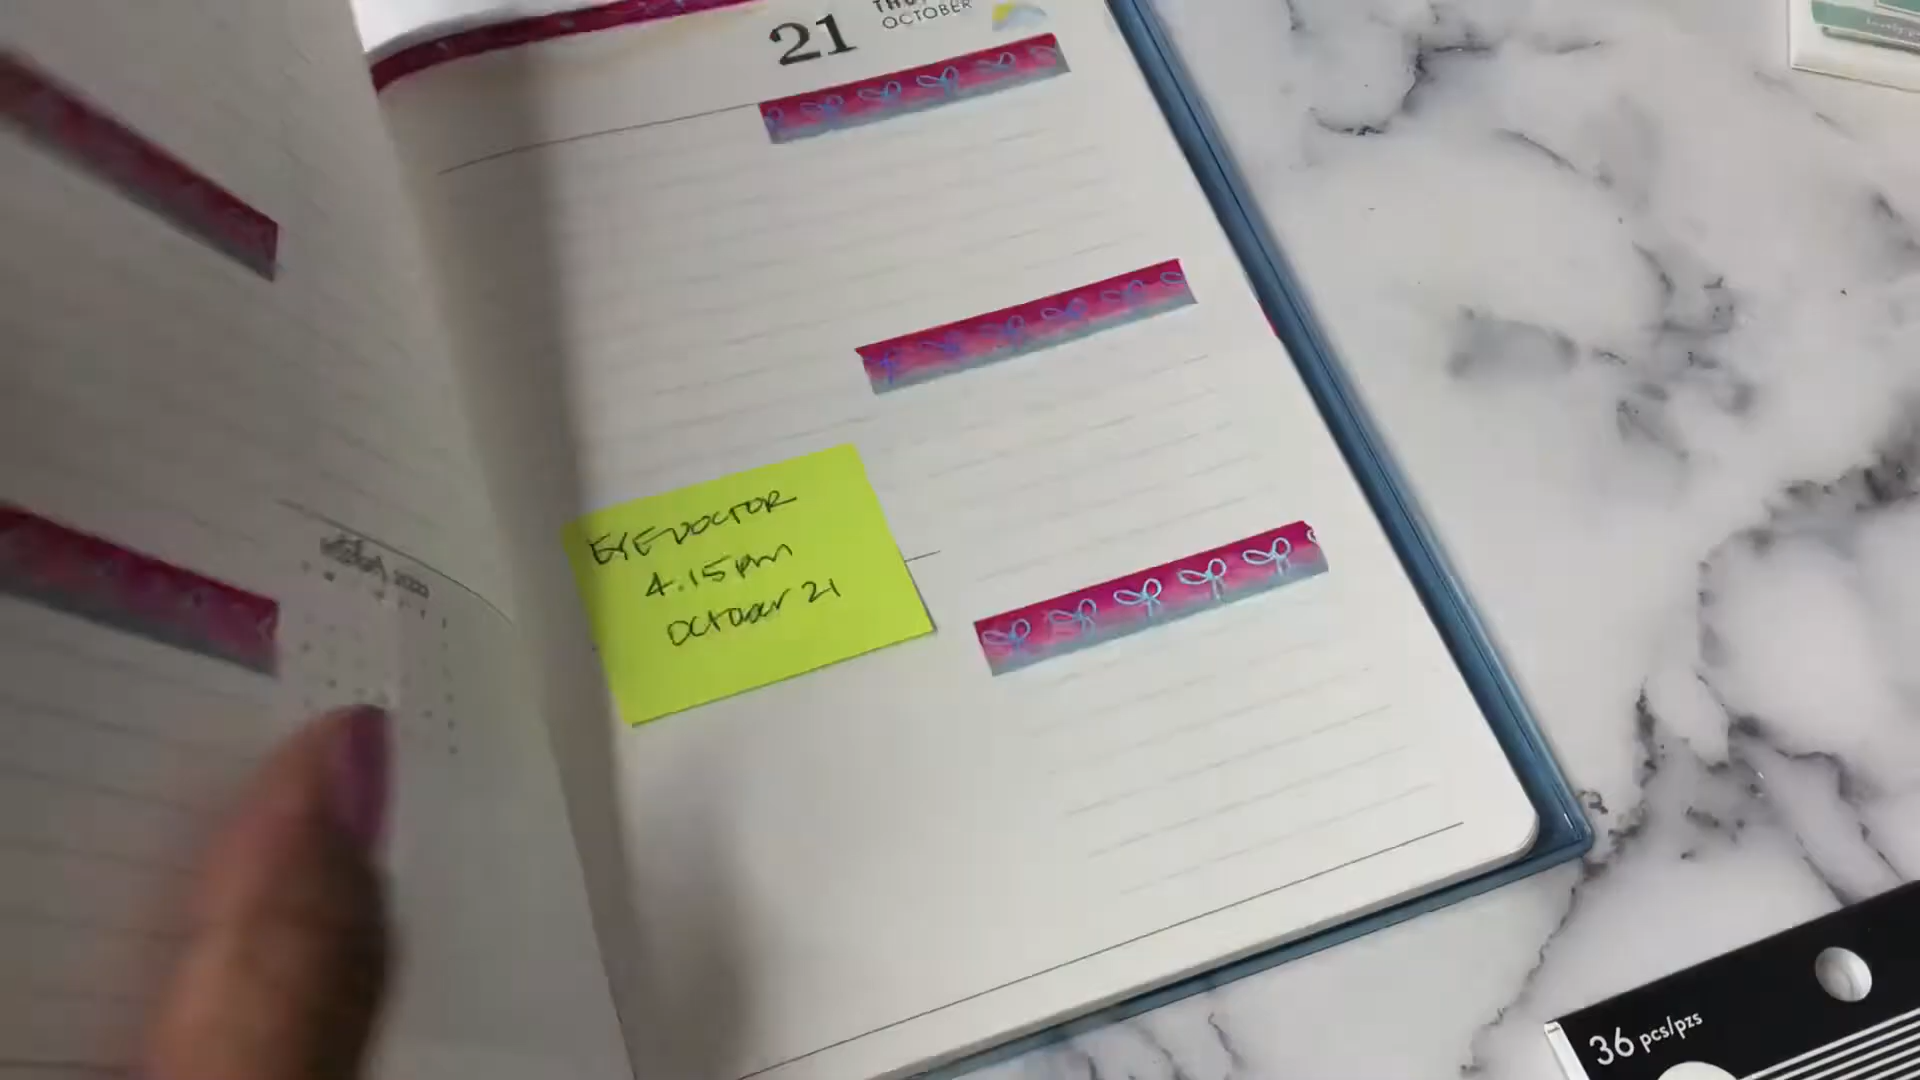 21
OCTOBER
EYE DOCTOR
4.15pm
October 21
36 pcs/pzs